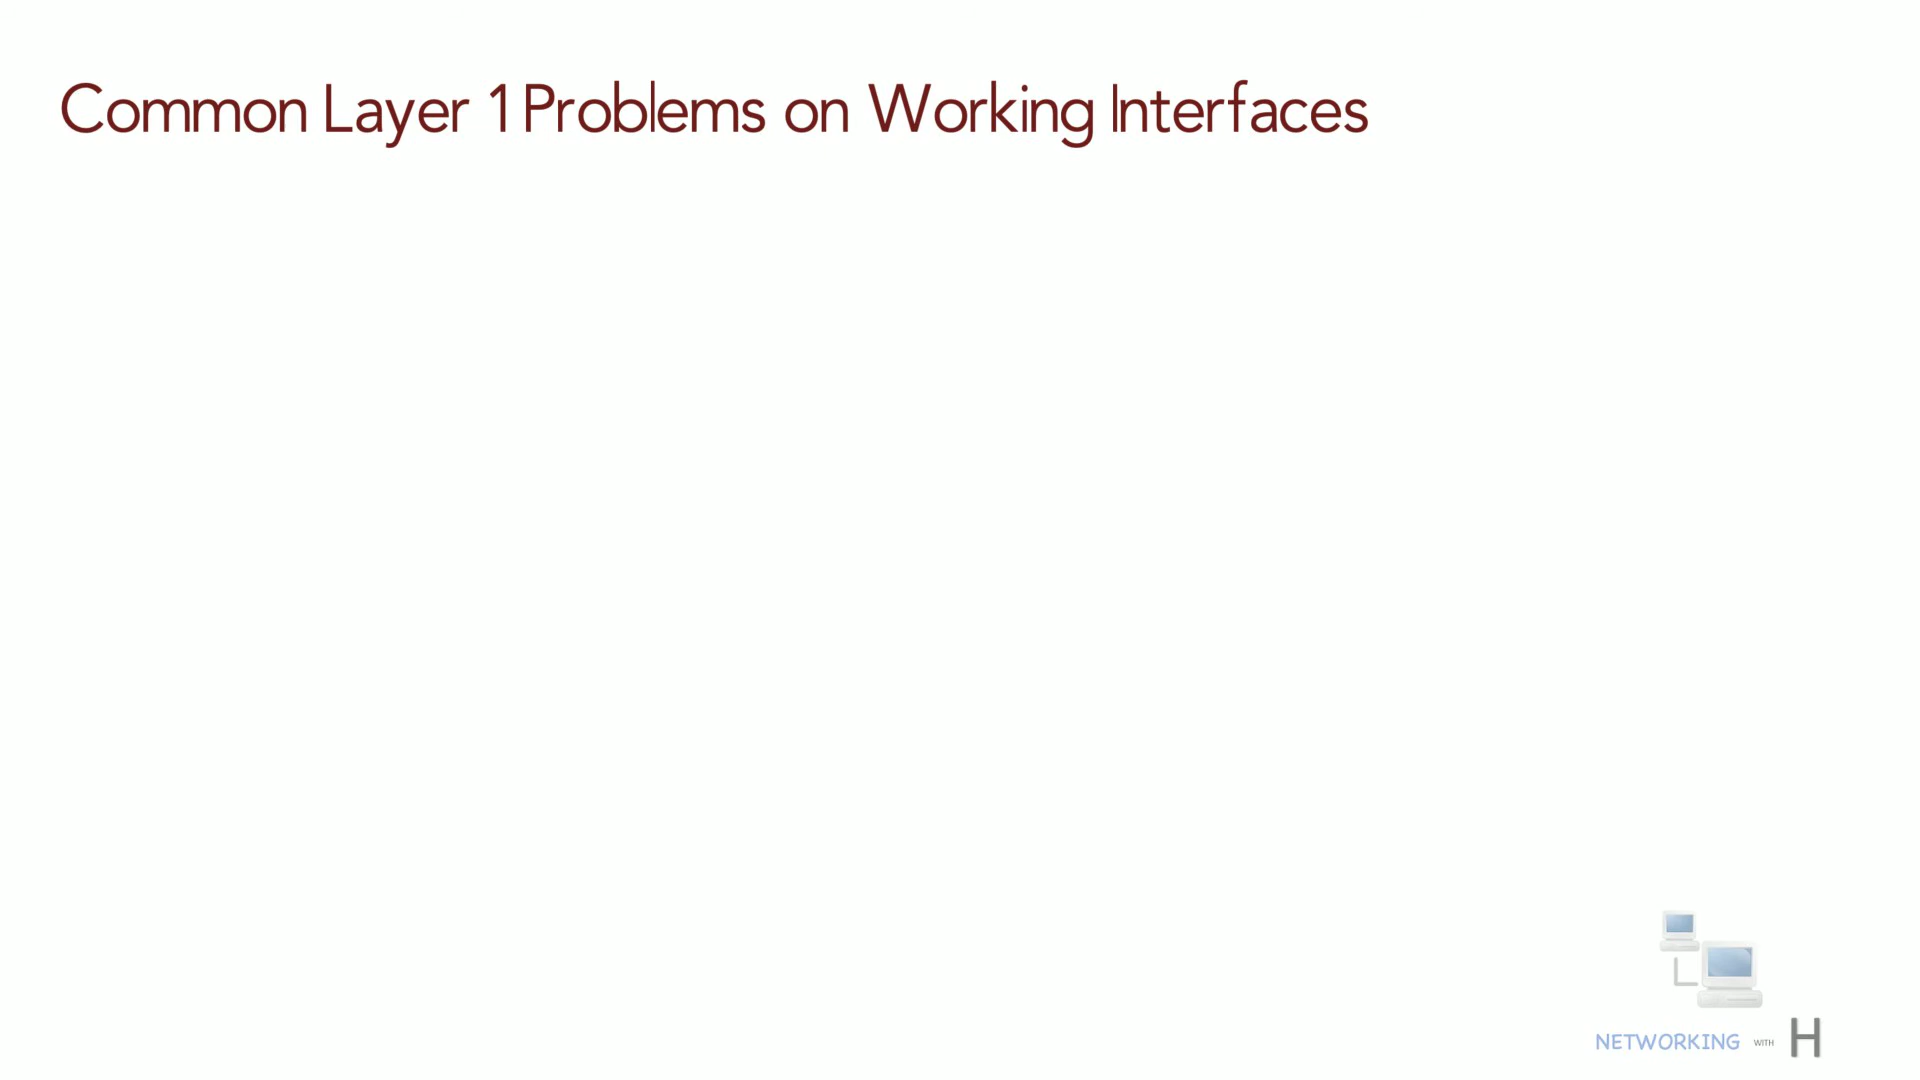 Common Layer 1 Problems on Working Interfaces
NETWORKING WITH H